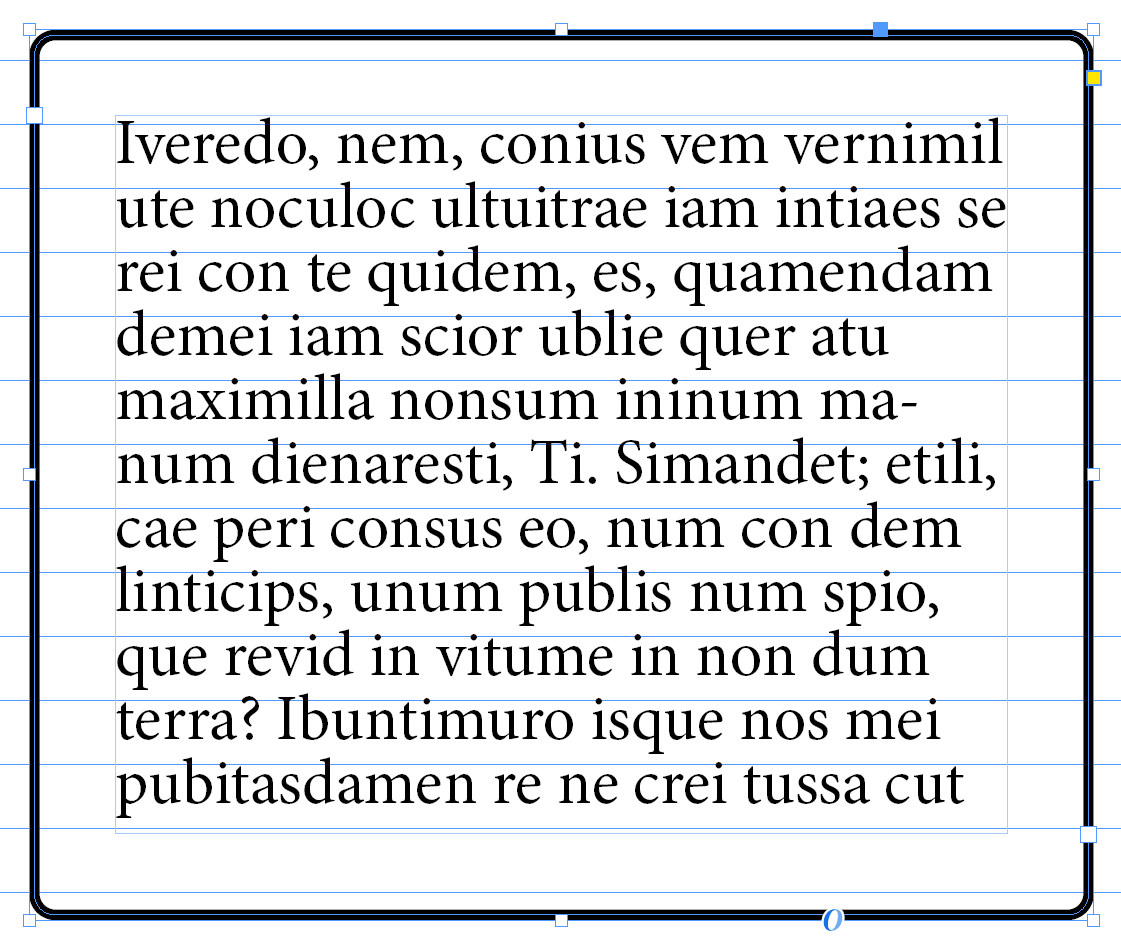 Iveredo, nem, conius vem vernimil
ute noculoc ultuitrae iam intiaes se
rei con te quidem, es, quamendam
demei iam scior ublie quer atu
maximilla nonsum ininum ma-
num dienaresti, Ti. Simandet; etili,
cae peri consus eo, num con dem
linticips, unum publis num spio,
que revid in vitume in non dum
terra? Ibuntimuro isque nos mei
pubitasdamen re ne crei tussa cut